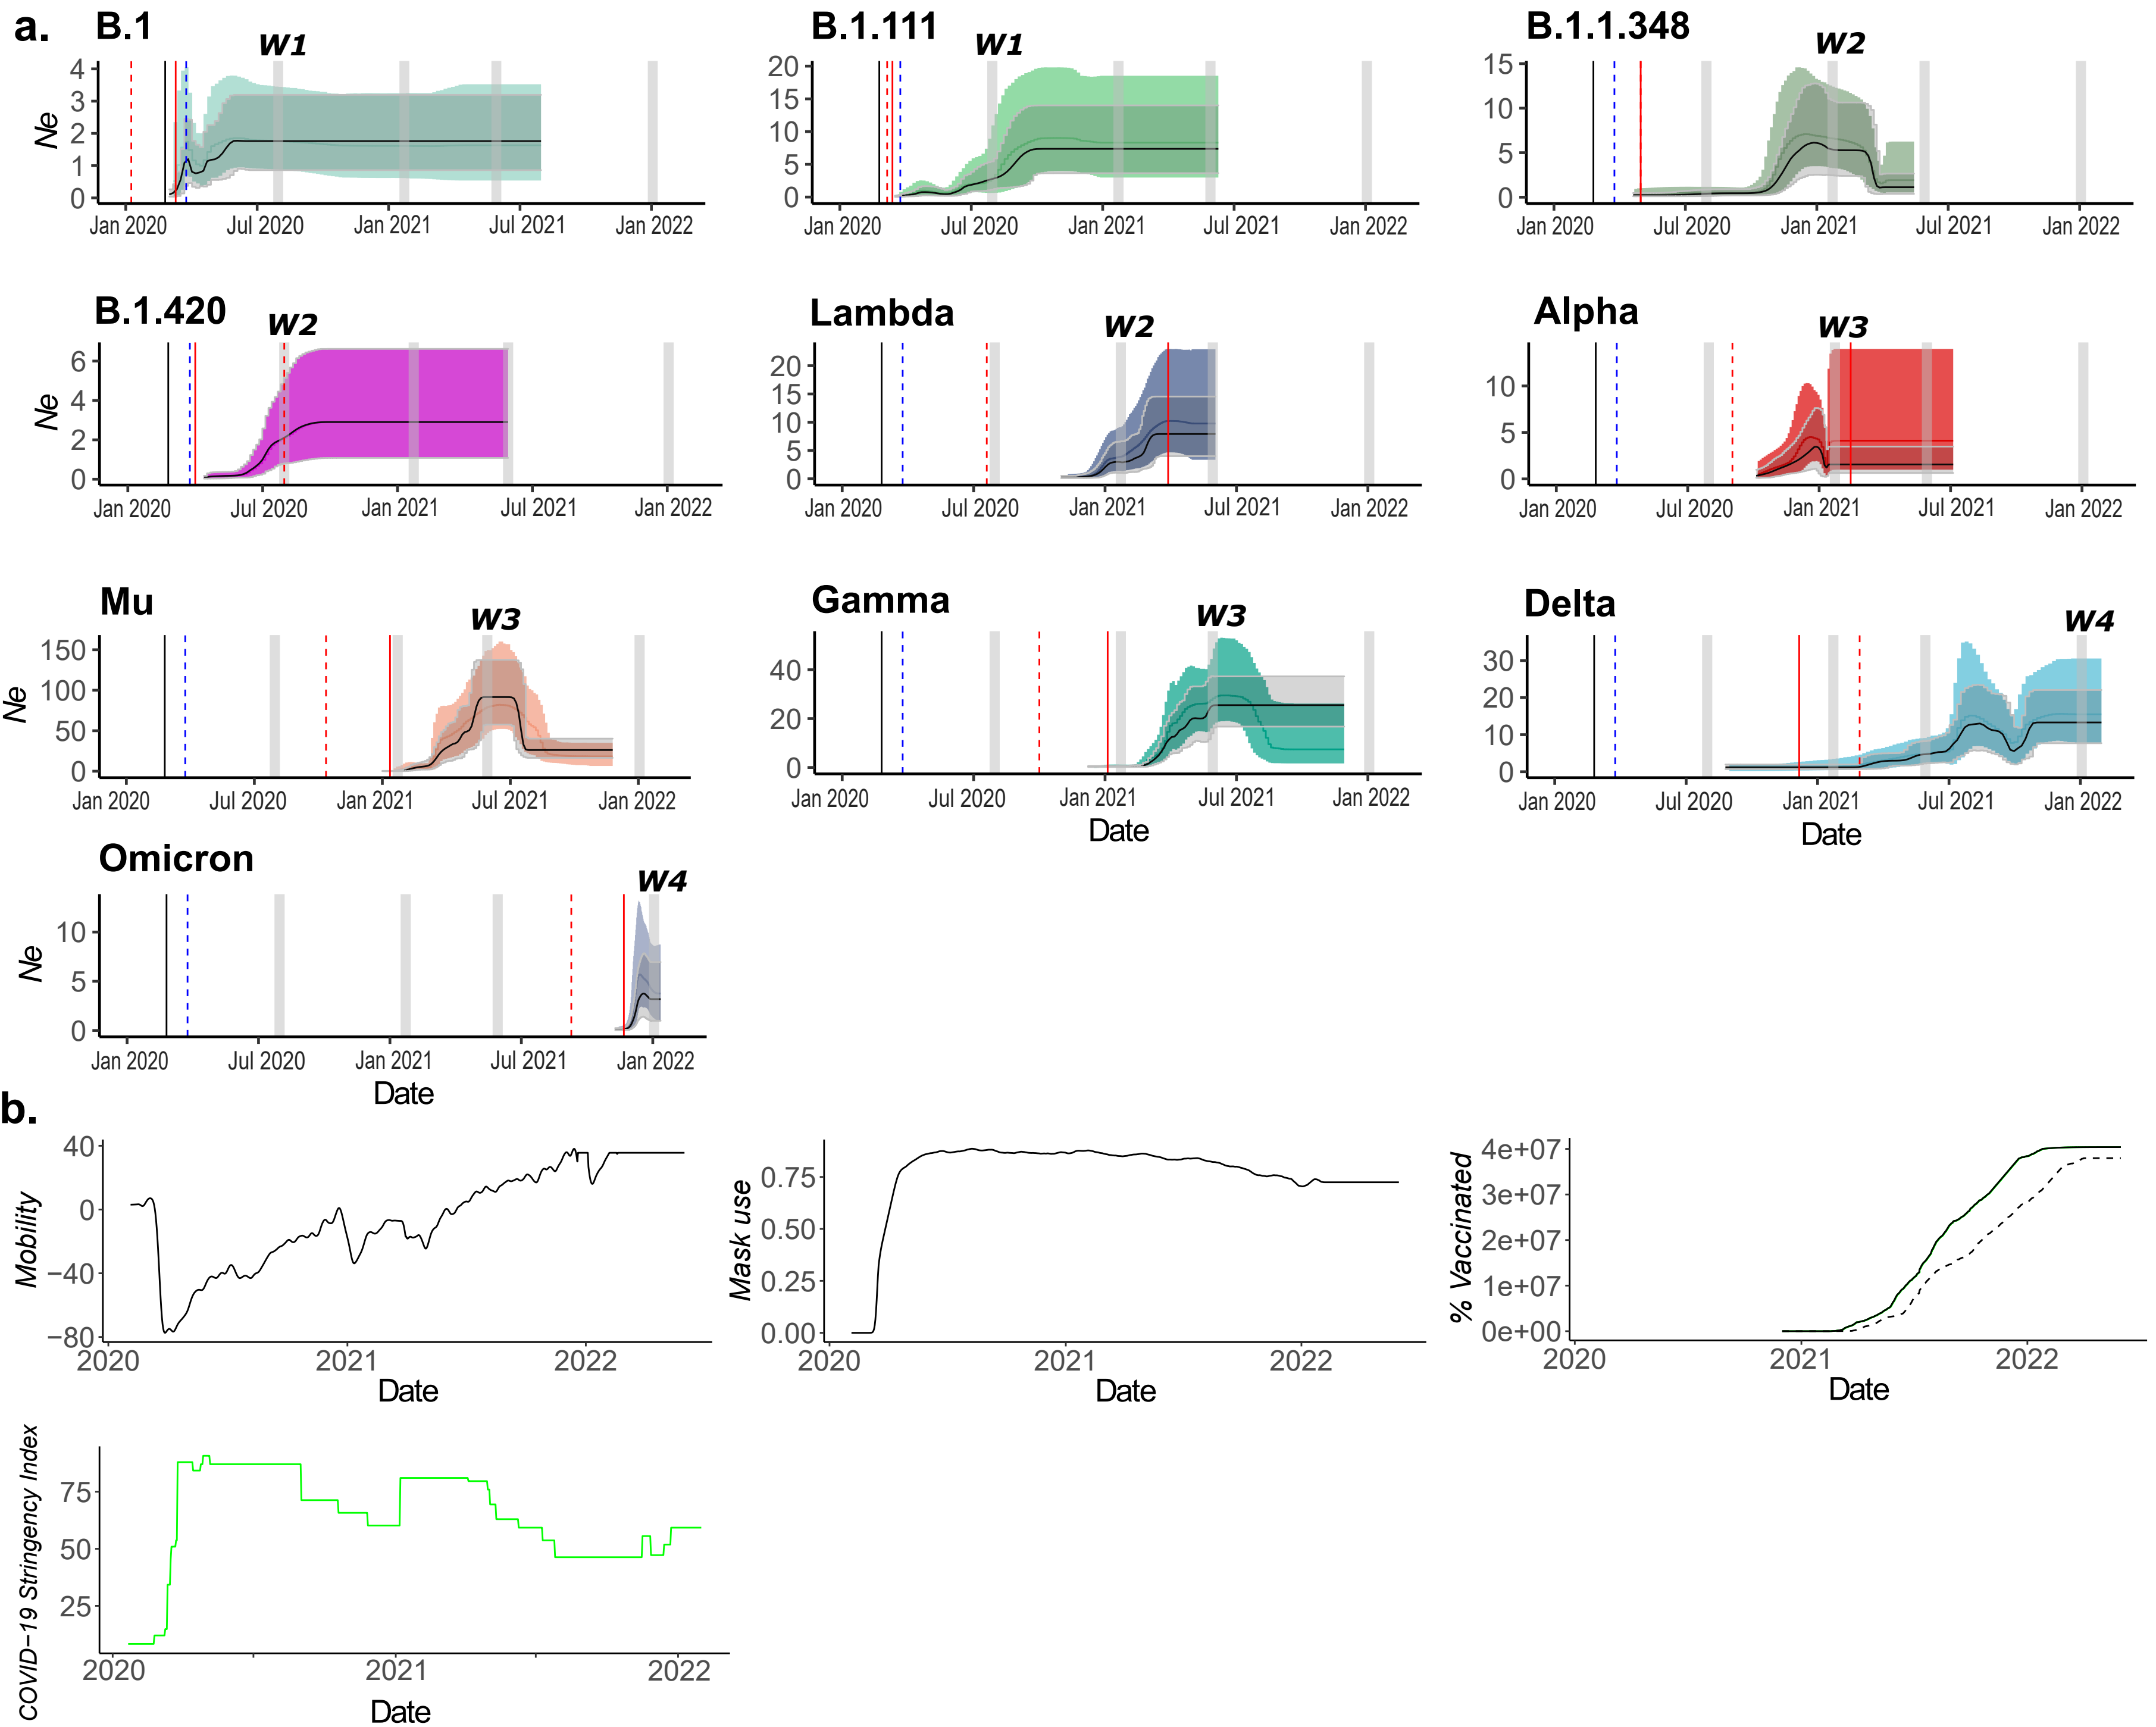 a.
B.1
W1
Ne
4
3
2
1
0
Jan 2020
Jul 2020
Jan 2021
Jul 2021
Jan 2022
B.1.111
W1
20
15
10
5
0
Jan 2020
Jul 2020
Jan 2021
Jul 2021
Jan 2022
B.1.1.348
W2
15
10
5
0
Jan 2020
Jul 2020
Jan 2021
Jul 2021
Jan 2022
B.1.420
W2
Ne
6
4
2
0
Jan 2020
Jul 2020
Jan 2021
Jul 2021
Jan 2022
Lambda
W2
20
15
10
5
0
Jan 2020
Jul 2020
Jan 2021
Jul 2021
Jan 2022
Alpha
W3
10
5
0
Jan 2020
Jul 2020
Jan 2021
Jul 2021
Jan 2022
Mu
W3
Ne
150
100
50
0
Jan 2020
Jul 2020
Jan 2021
Jul 2021
Jan 2022
Gamma
W3
40
20
0
Jan 2020
Jul 2020
Jan 2021
Jul 2021
Jan 2022
Date
Delta
W4
30
20
10
0
Jan 2020
Jul 2020
Jan 2021
Jul 2021
Jan 2022
Date
Omicron
W4
Ne
10
5
0
Jan 2020
Jul 2020
Jan 2021
Jul 2021
Jan 2022
Date
b.
Mobility
40
0
−40
−80
2020
2021
2022
Date
Mask use
0.75
0.50
0.25
0.00
2020
2021
2022
Date
% Vaccinated
4e+07
3e+07
2e+07
1e+07
0e+00
2020
2021
2022
Date
COVID−19 Stringency Index
75
50
25
2020
2021
2022
Date